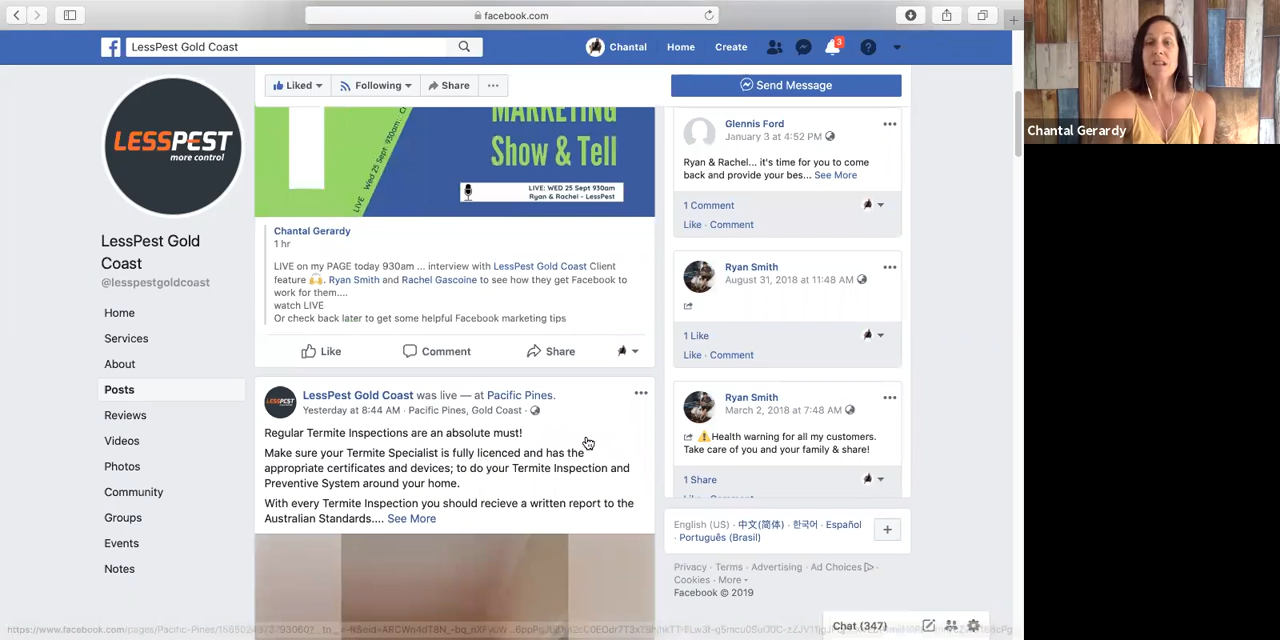 facebook.com
LessPest Gold Coast
Chantal
Home
Create
3
?
LESSPEST
more control
LessPest Gold
Coast
@lesspestgoldcoast
Home
Services
About
Posts
Reviews
Videos
Photos
Community
Groups
Events
Notes
Liked
Following
Share
Send Message
MARKETING
Show & Tell
LIVE Wed 25 Sept 930am
LIVE: WED 25 Sept 930am
Ryan & Rachel - LessPest
Chantal Gerardy
1 hr
LIVE on my PAGE today 930am ... interview with LessPest Gold Coast Client
feature 🙌. Ryan Smith and Rachel Gascoine to see how they get Facebook to
work for them....
watch LIVE
Or check back later to get some helpful Facebook marketing tips
Like
Comment
Share
LessPest Gold Coast was live — at Pacific Pines.
Yesterday at 8:44 AM · Pacific Pines, Gold Coast ·
Regular Termite Inspections are an absolute must!
Make sure your Termite Specialist is fully licenced and has the
appropriate certificates and devices; to do your Termite Inspection and
Preventive System around your home.
With every Termite Inspection you should recieve a written report to the
Australian Standards.... See More
Glennis Ford
January 3 at 4:52 PM
Ryan & Rachel... it's time for you to come
back and provide your bes... See More
1 Comment
Like · Comment
Ryan Smith
August 31, 2018 at 11:48 AM
1 Like
Like · Comment
Ryan Smith
March 2, 2018 at 7:48 AM
⚠️Health warning for all my customers.
Take care of you and your family & share!
1 Share
Like · Comment
English (US) · 中文(简体) · 한국어 · Español
· Português (Brasil)
Privacy · Terms · Advertising · Ad Choices ·
Cookies · More
Facebook © 2019
Chat (347)
Chantal Gerardy